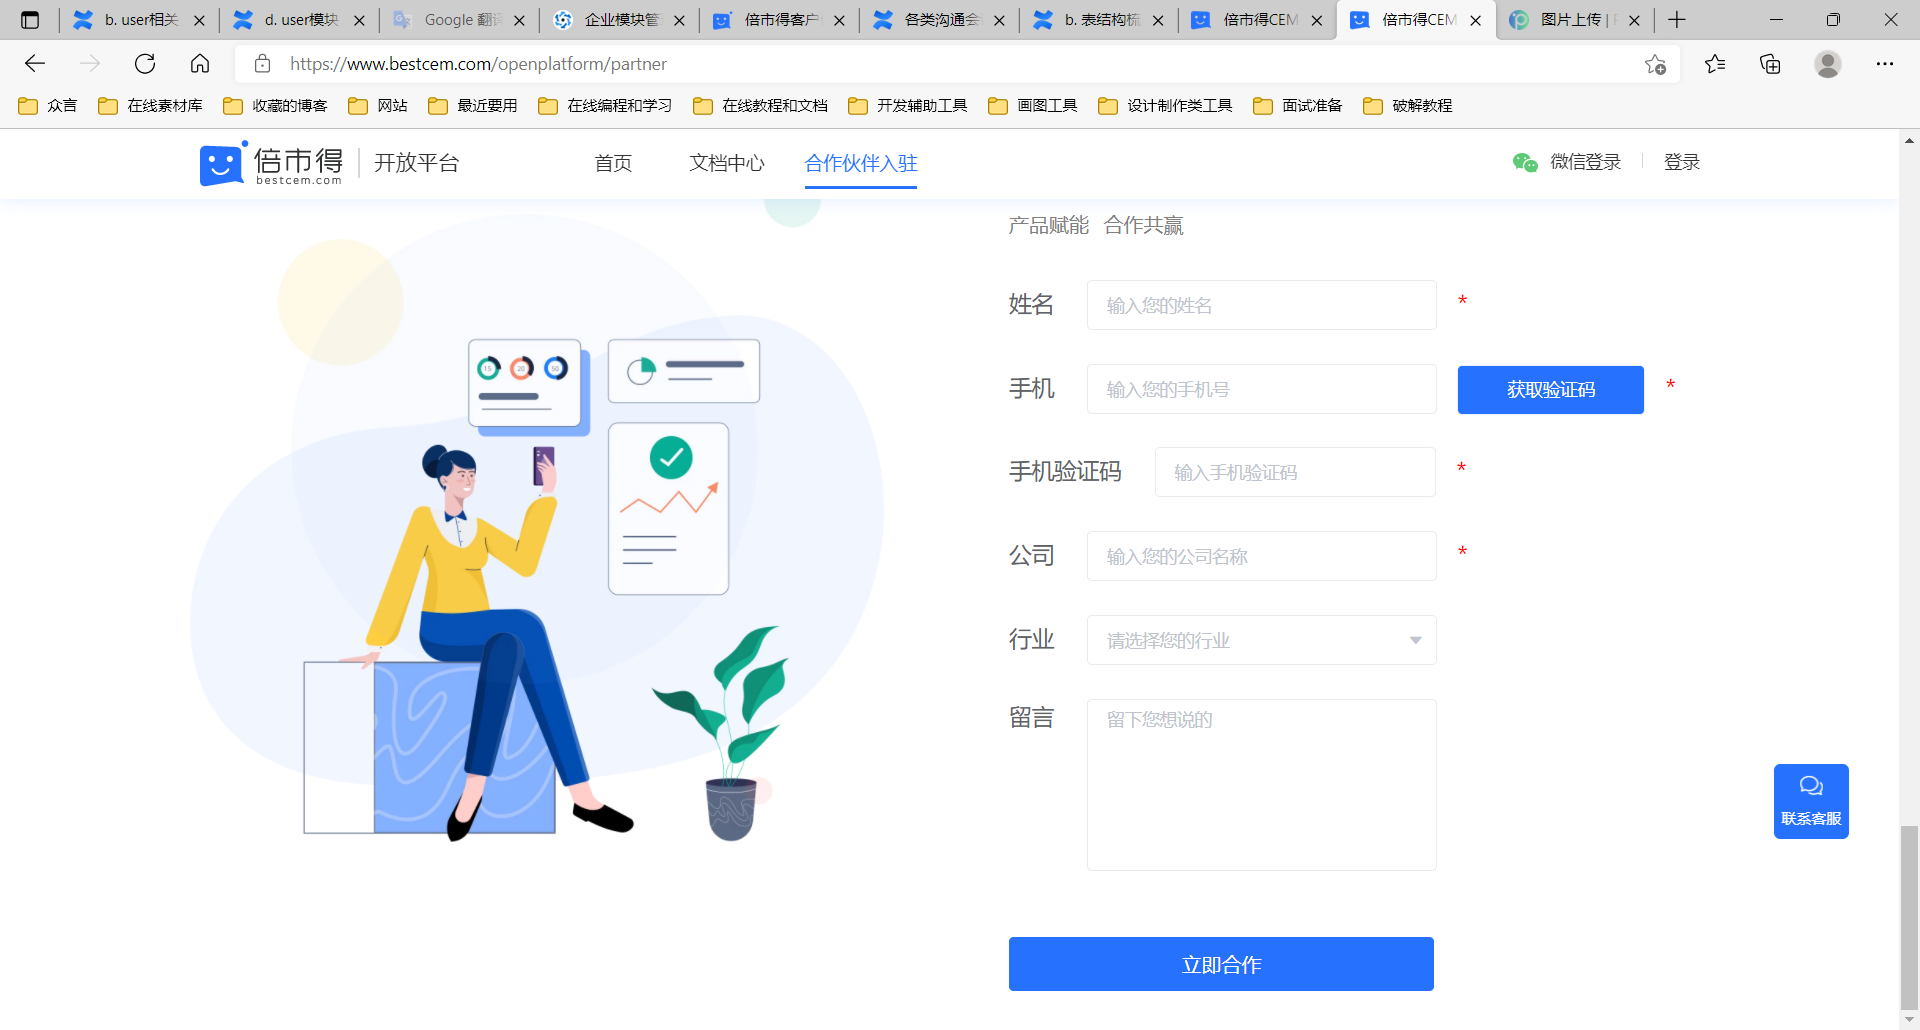 b. user相关
d. user模块
Google 翻译
企业模块管
倍市得客户
各类沟通会
b. 表结构梳
倍市得CEM
倍市得CEM
图片上传 |
https://www.bestcem.com/openplatform/partner
众言
在线素材库
收藏的博客
网站
最近要用
在线编程和学习
在线教程和文档
开发辅助工具
画图工具
设计制作类工具
面试准备
破解教程
倍市得
bestcem.com
开放平台
首页
文档中心
合作伙伴入驻
微信登录
登录
产品赋能 合作共赢
15
20
50
姓名
输入您的姓名
*
手机
输入您的手机号
获取验证码
*
手机验证码
输入手机验证码
*
公司
输入您的公司名称
*
行业
请选择您的行业
留言
留下您想说的
联系客服
立即合作